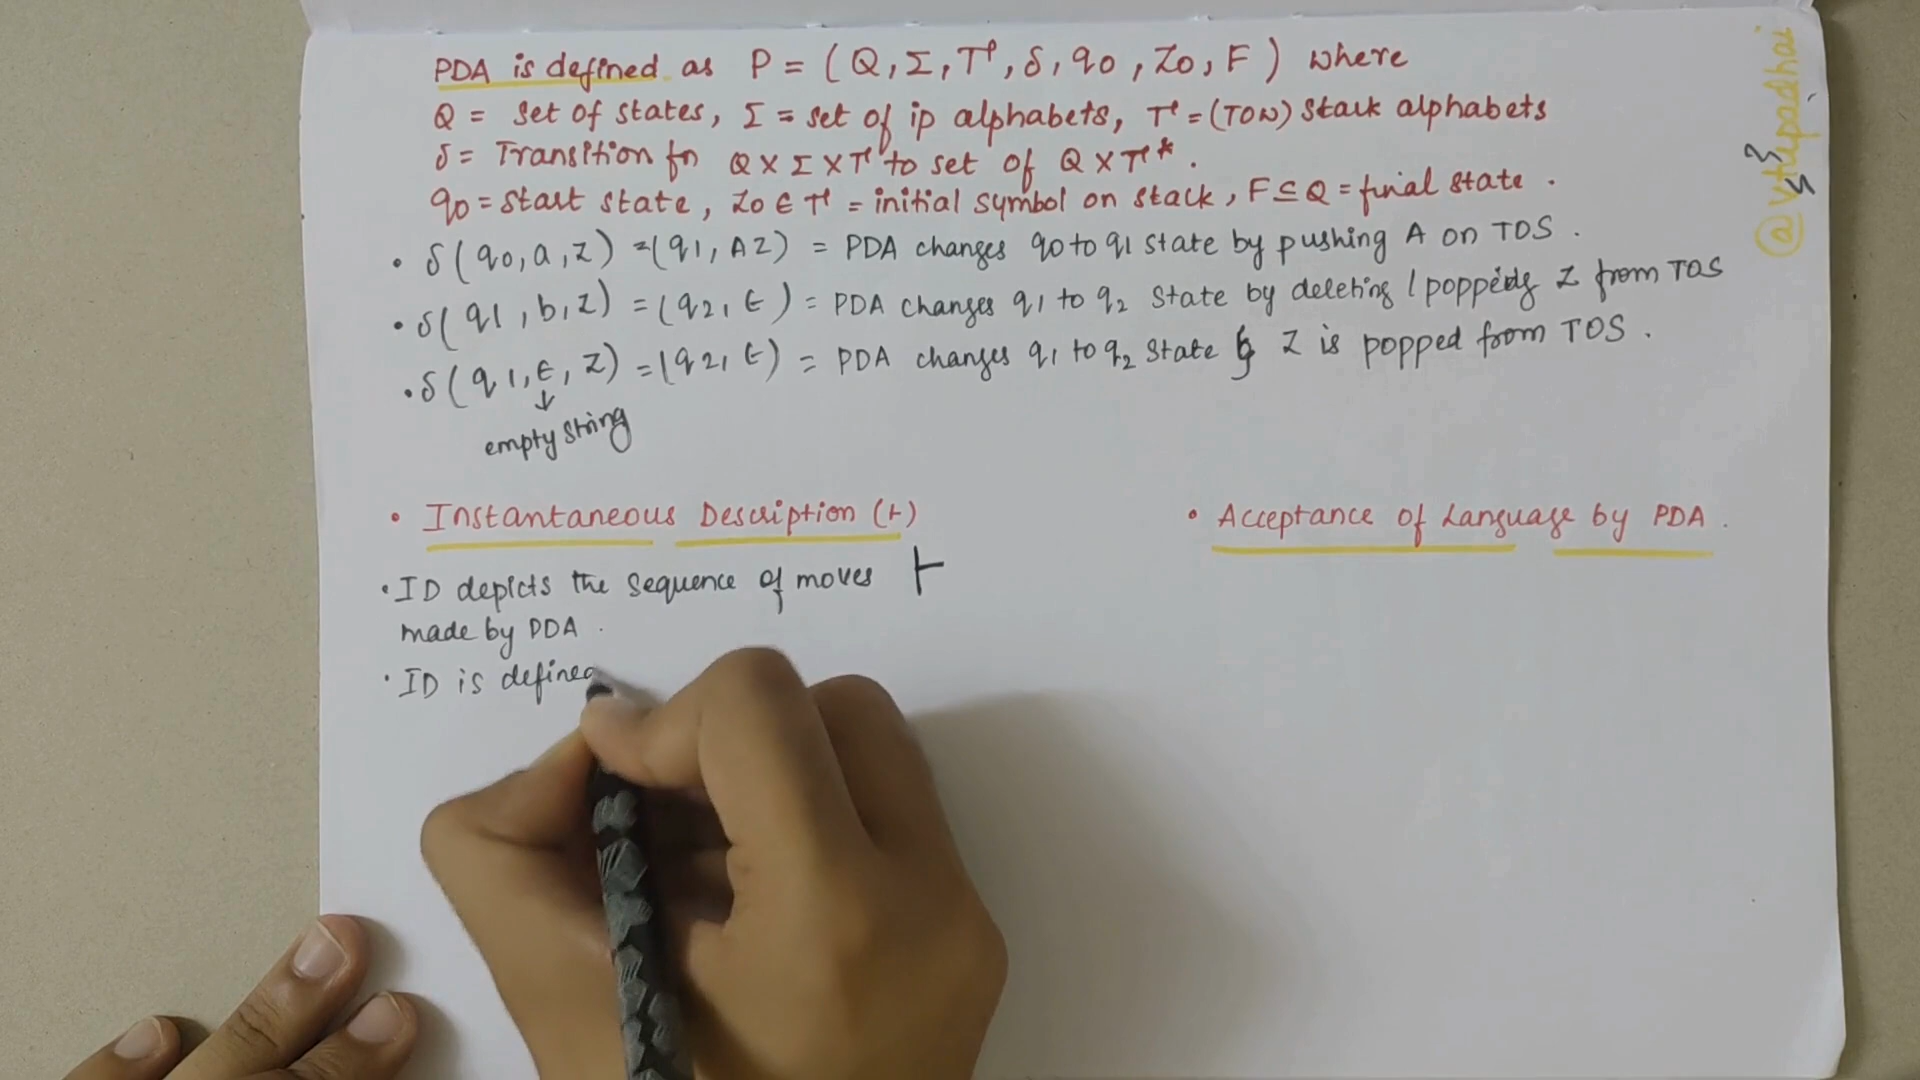 PDA is defined as P = ( Q, Σ, Γ, δ, q0, Z0, F ) where
Q = set of states, Σ = set of ip alphabets, Γ = (TOW) Stack alphabets
δ = Transition fn Q X Σ X Γ to set of Q X Γ* .
q0 = start state, Z0 ∈ Γ = initial symbol on stack, F ⊆ Q = final state .
• δ( q0, a, z ) = ( q1, AZ ) = PDA changes q0 to q1 state by pushing A on TOS .
• δ( q1, b, z ) = ( q2, ϵ ) = PDA changes q1 to q2 State by deleting / popping Z from TOS
• δ( q1, ϵ, z ) = ( q2, ϵ ) = PDA changes q1 to q2 State & Z is popped from TOS .
↓
empty string
• Instantaneous Description (⊢)
• ID depicts the sequence of moves ⊢
made by PDA .
• ID is defined
• Acceptance of Language by PDA .
@vtupadhai